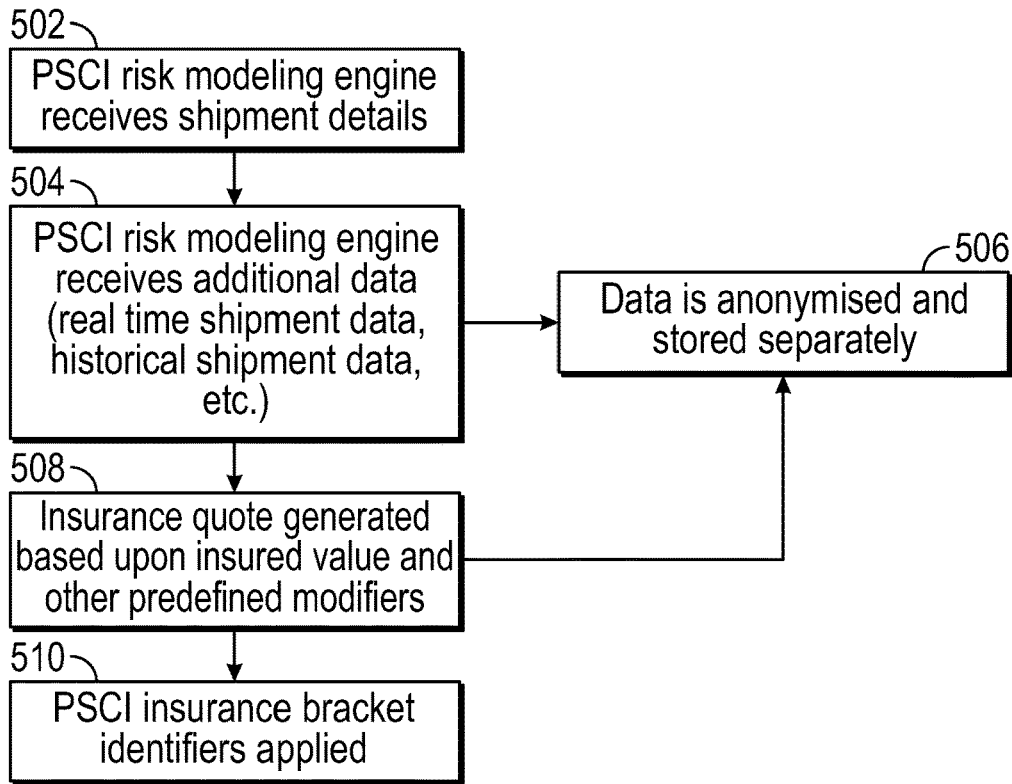 502
PSCI risk modeling engine
receives shipment details
504
PSCI risk modeling engine
receives additional data
(real time shipment data,
historical shipment data,
etc.)
506
Data is anonymised and
stored separately
508
Insurance quote generated
based upon insured value and
other predefined modifiers
510
PSCI insurance bracket
identifiers applied